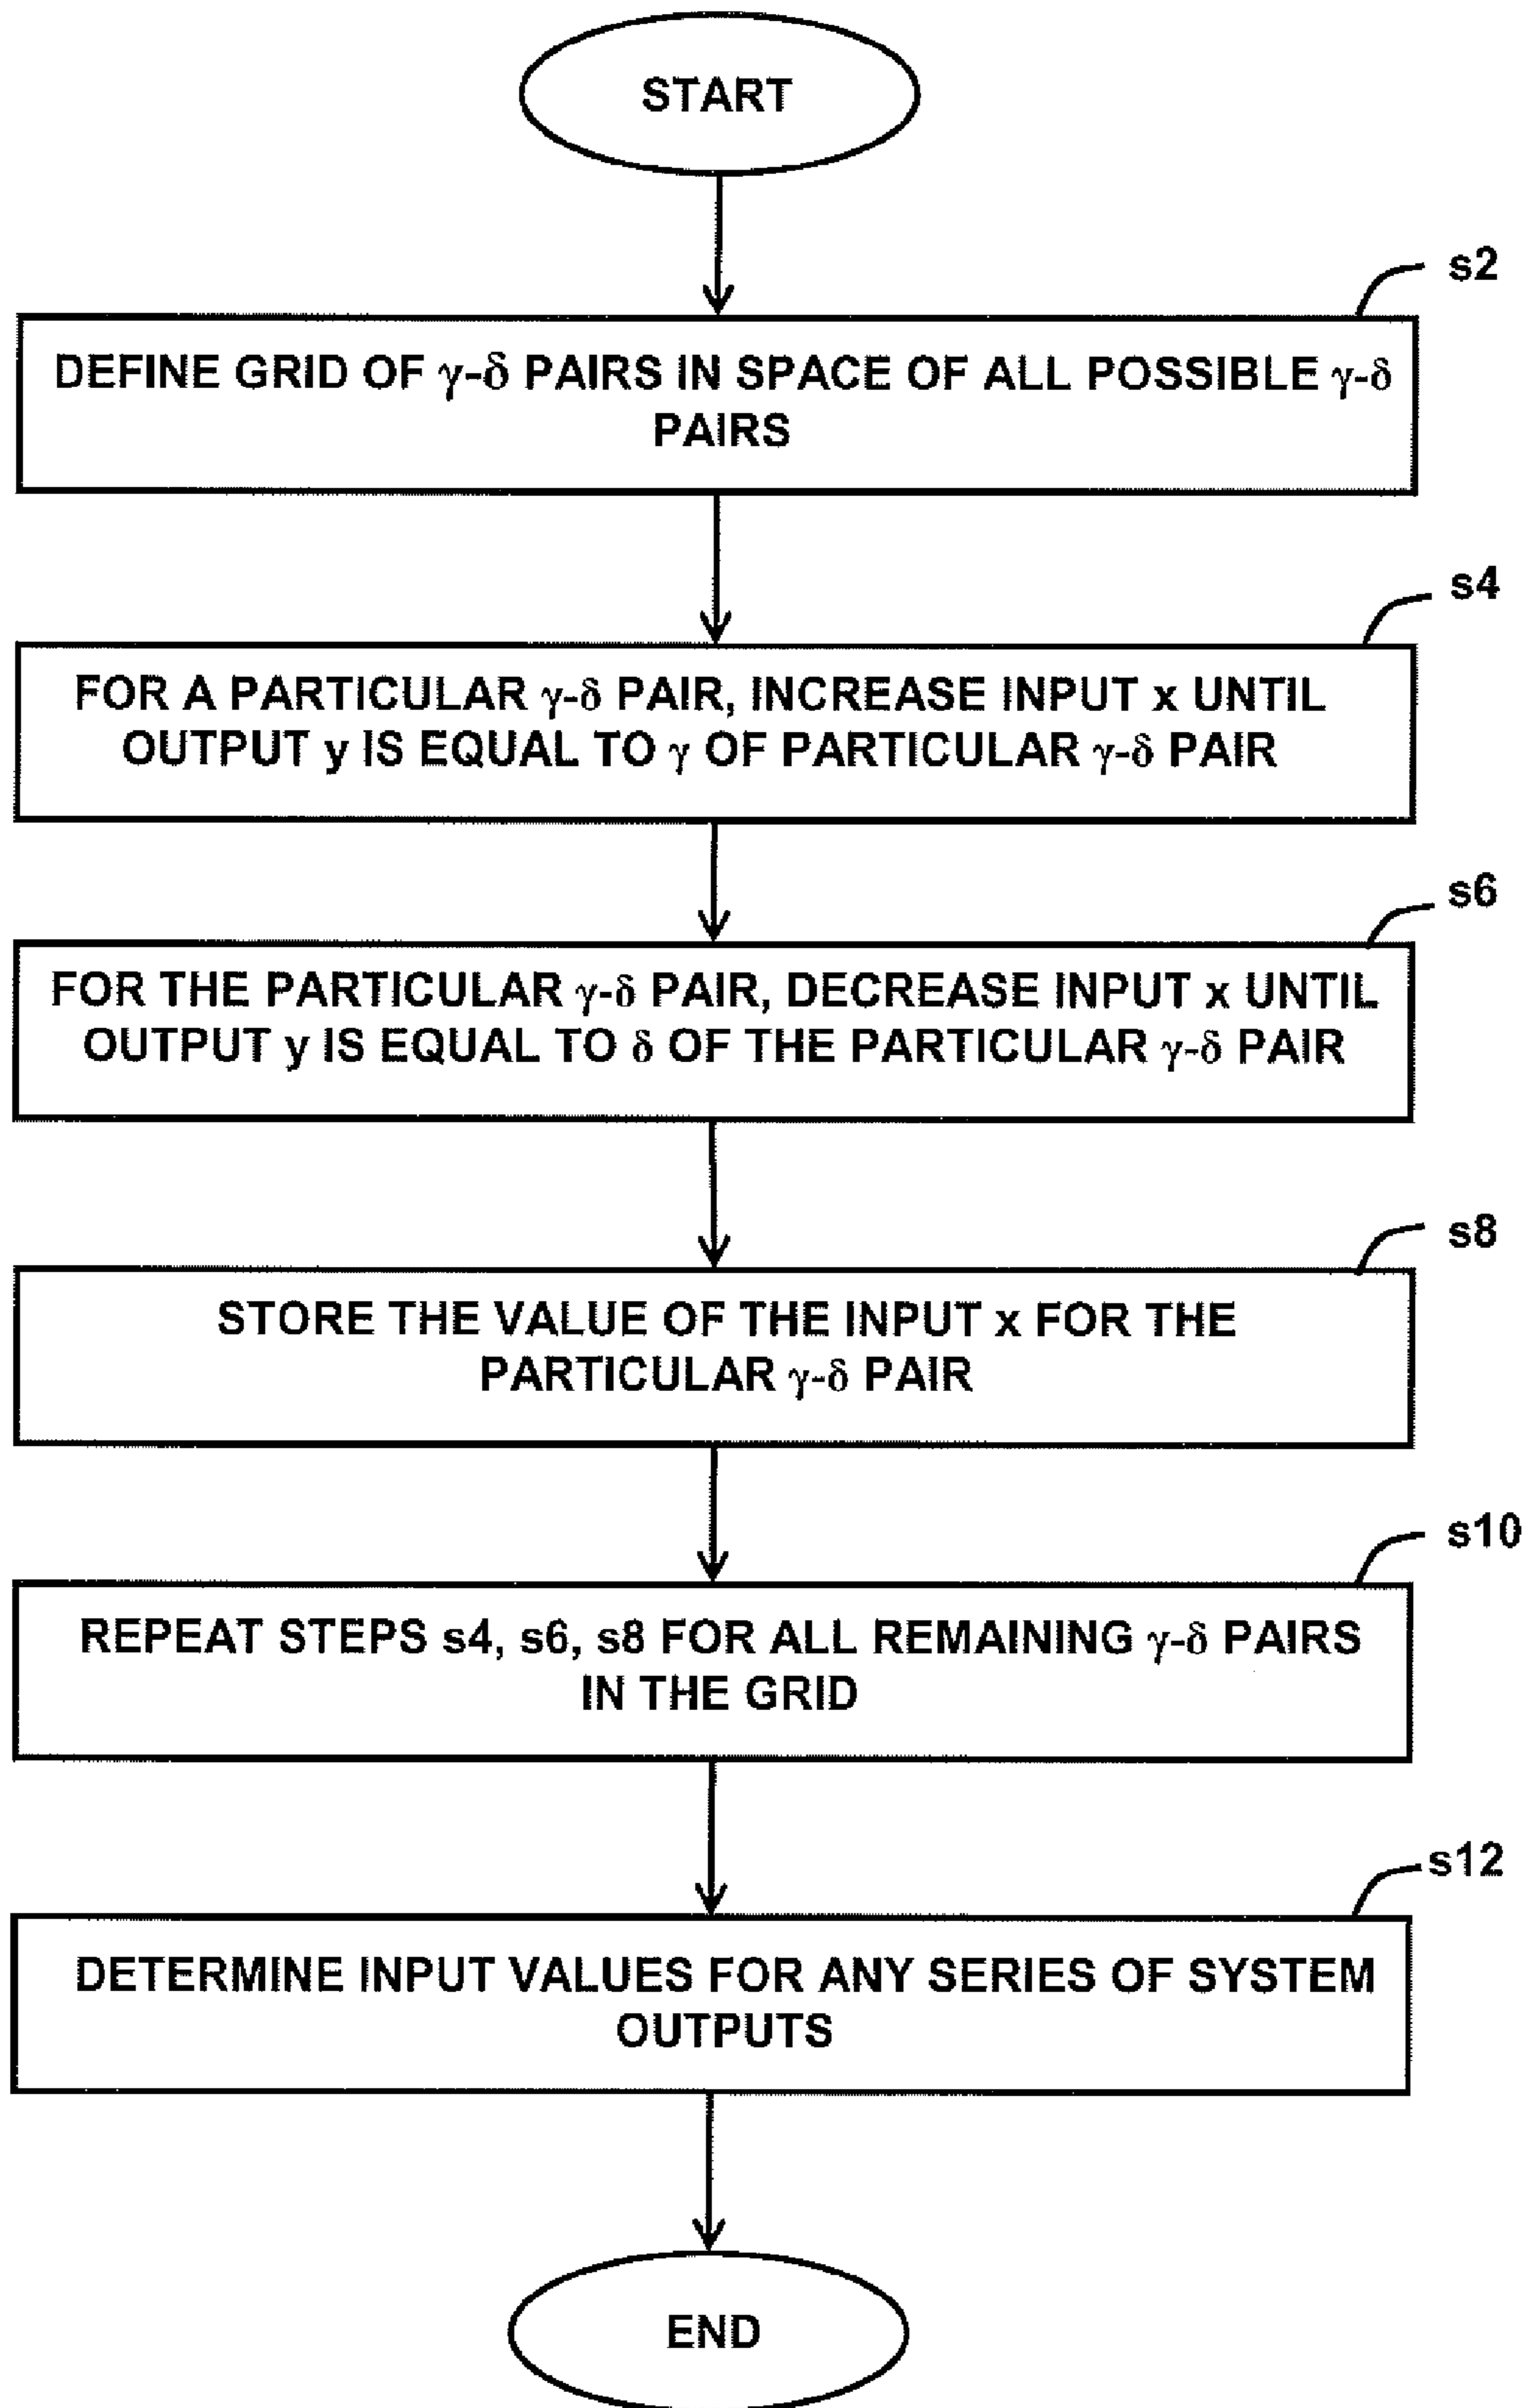 START
s2
DEFINE GRID OF γ-δ PAIRS IN SPACE OF ALL POSSIBLE γ-δ
PAIRS
s4
FOR A PARTICULAR γ-δ PAIR, INCREASE INPUT x UNTIL
OUTPUT y IS EQUAL TO γ OF PARTICULAR γ-δ PAIR
s6
FOR THE PARTICULAR γ-δ PAIR, DECREASE INPUT x UNTIL
OUTPUT y IS EQUAL TO δ OF THE PARTICULAR γ-δ PAIR
s8
STORE THE VALUE OF THE INPUT x FOR THE
PARTICULAR γ-δ PAIR
s10
REPEAT STEPS s4, s6, s8 FOR ALL REMAINING γ-δ PAIRS
IN THE GRID
s12
DETERMINE INPUT VALUES FOR ANY SERIES OF SYSTEM
OUTPUTS
END